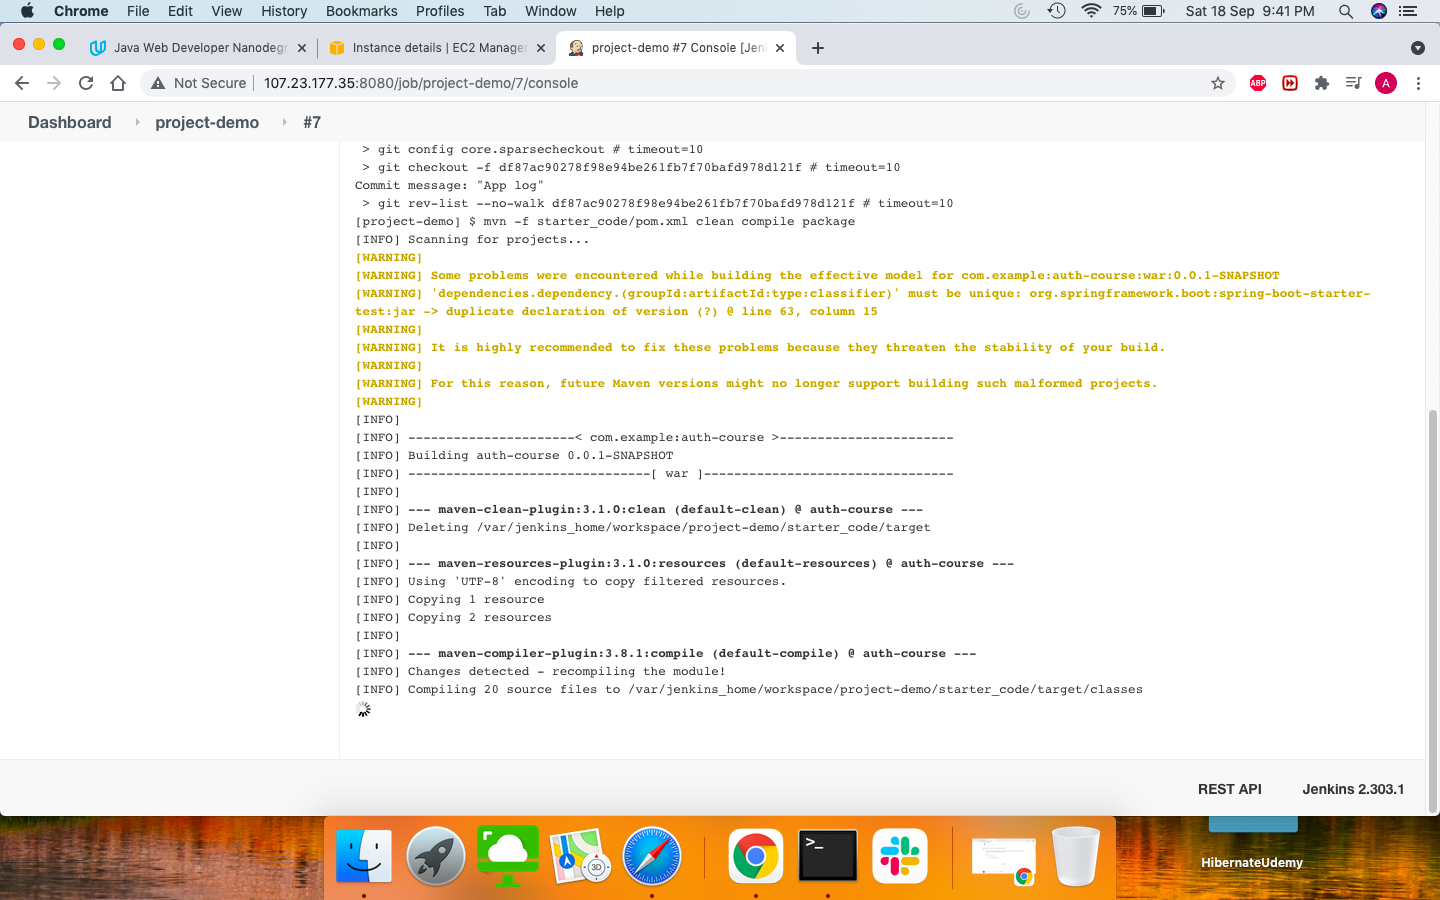 Chrome File Edit View History Bookmarks Profiles Tab Window Help 75% Sat 18 Sep 9:41 PM
Java Web Developer Nanodegr Instance details | EC2 Manage project-demo #7 Console [Jen
Not Secure 107.23.177.35:8080/job/project-demo/7/console ABP A
Dashboard project-demo #7
> git config core.sparsecheckout # timeout=10
> git checkout -f df87ac90278f98e94be261fb7f70bafd978d121f # timeout=10
Commit message: "App log"
> git rev-list --no-walk df87ac90278f98e94be261fb7f70bafd978d121f # timeout=10
[project-demo] $ mvn -f starter_code/pom.xml clean compile package
[INFO] Scanning for projects...
[WARNING]
[WARNING] Some problems were encountered while building the effective model for com.example:auth-course:war:0.0.1-SNAPSHOT
[WARNING] 'dependencies.dependency.(groupId:artifactId:type:classifier)' must be unique: org.springframework.boot:spring-boot-starter-
test:jar -> duplicate declaration of version (?) @ line 63, column 15
[WARNING]
[WARNING] It is highly recommended to fix these problems because they threaten the stability of your build.
[WARNING]
[WARNING] For this reason, future Maven versions might no longer support building such malformed projects.
[WARNING]
[INFO]
[INFO] ----------------------< com.example:auth-course >-----------------------
[INFO] Building auth-course 0.0.1-SNAPSHOT
[INFO] --------------------------------[ war ]---------------------------------
[INFO]
[INFO] --- maven-clean-plugin:3.1.0:clean (default-clean) @ auth-course ---
[INFO] Deleting /var/jenkins_home/workspace/project-demo/starter_code/target
[INFO]
[INFO] --- maven-resources-plugin:3.1.0:resources (default-resources) @ auth-course ---
[INFO] Using 'UTF-8' encoding to copy filtered resources.
[INFO] Copying 1 resource
[INFO] Copying 2 resources
[INFO]
[INFO] --- maven-compiler-plugin:3.8.1:compile (default-compile) @ auth-course ---
[INFO] Changes detected - recompiling the module!
[INFO] Compiling 20 source files to /var/jenkins_home/workspace/project-demo/starter_code/target/classes
REST API Jenkins 2.303.1
3D
>_
HibernateUdemy